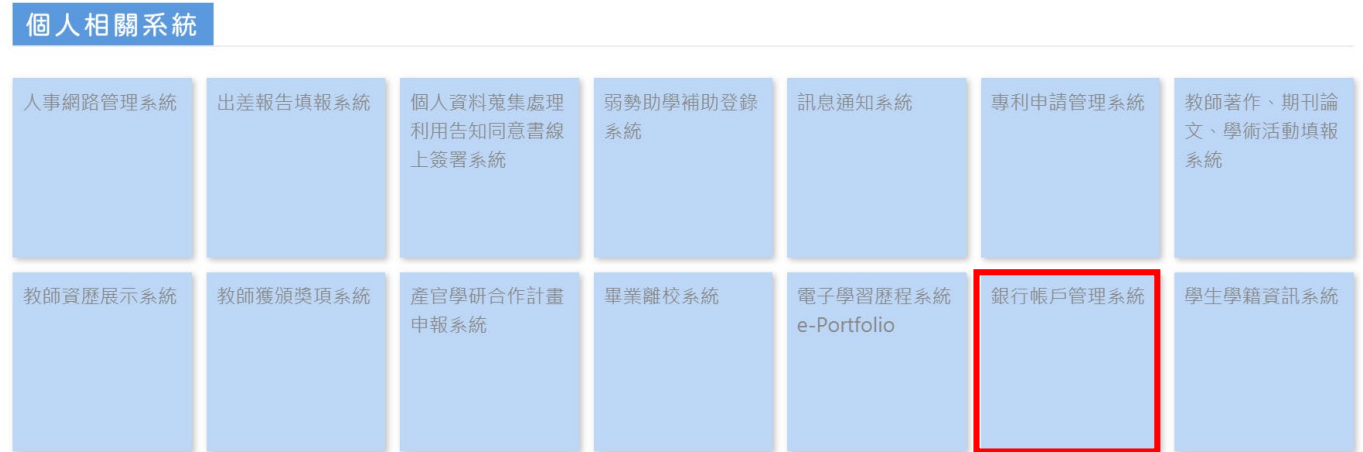 個人相關系統
人事網路管理系統
出差報告填報系統
個人資料蒐集處理
利用告知同意書線
上簽署系統
弱勢助學補助登錄
系統
訊息通知系統
專利申請管理系統
教師著作、期刊論
文、學術活動填報
系統
教師資歷展示系統
教師獲頒獎項系統
產官學研合作計畫
申報系統
畢業離校系統
電子學習歷程系統
e-Portfolio
銀行帳戶管理系統
學生學籍資訊系統